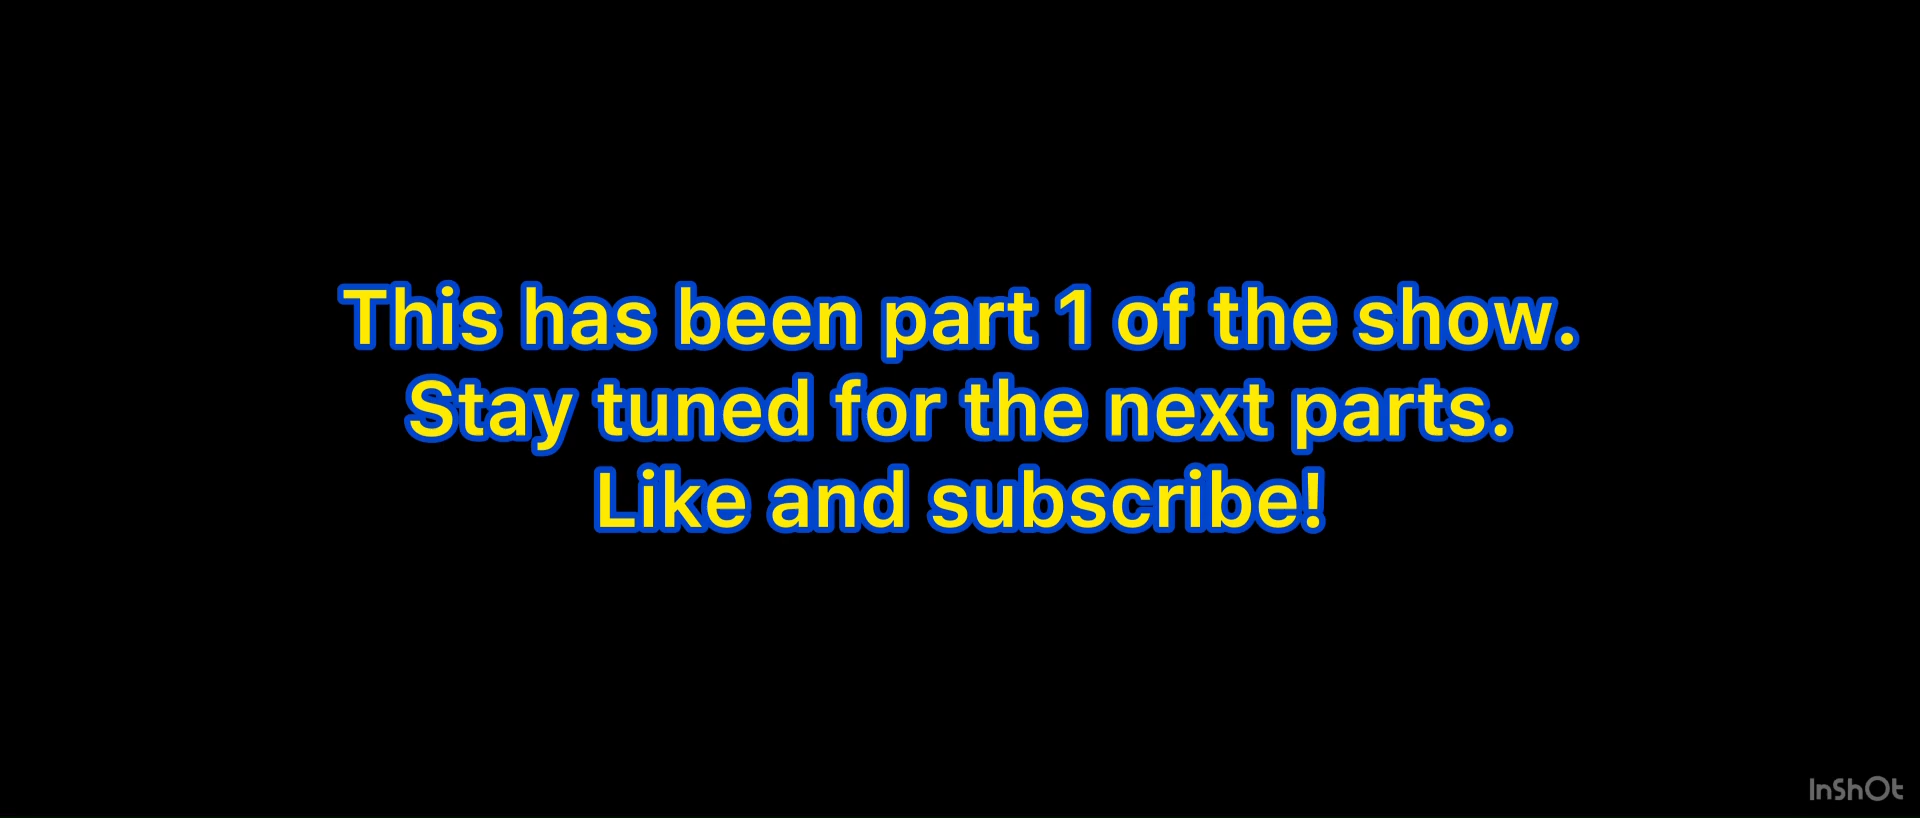 This has been part 1 of the show.
Stay tuned for the next parts.
Like and subscribe!
InShOt